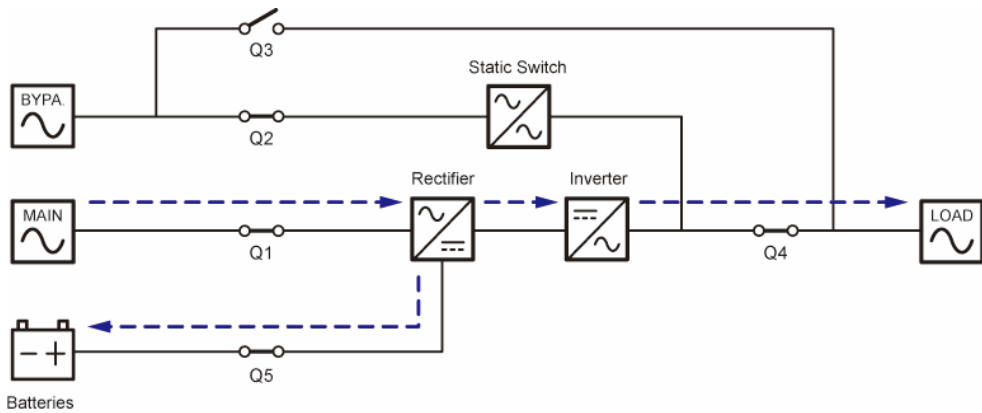 Q3
Static Switch
BYPA.
Q2
Rectifier
Inverter
MAIN
LOAD
Q1
Q4
Q5
Batteries